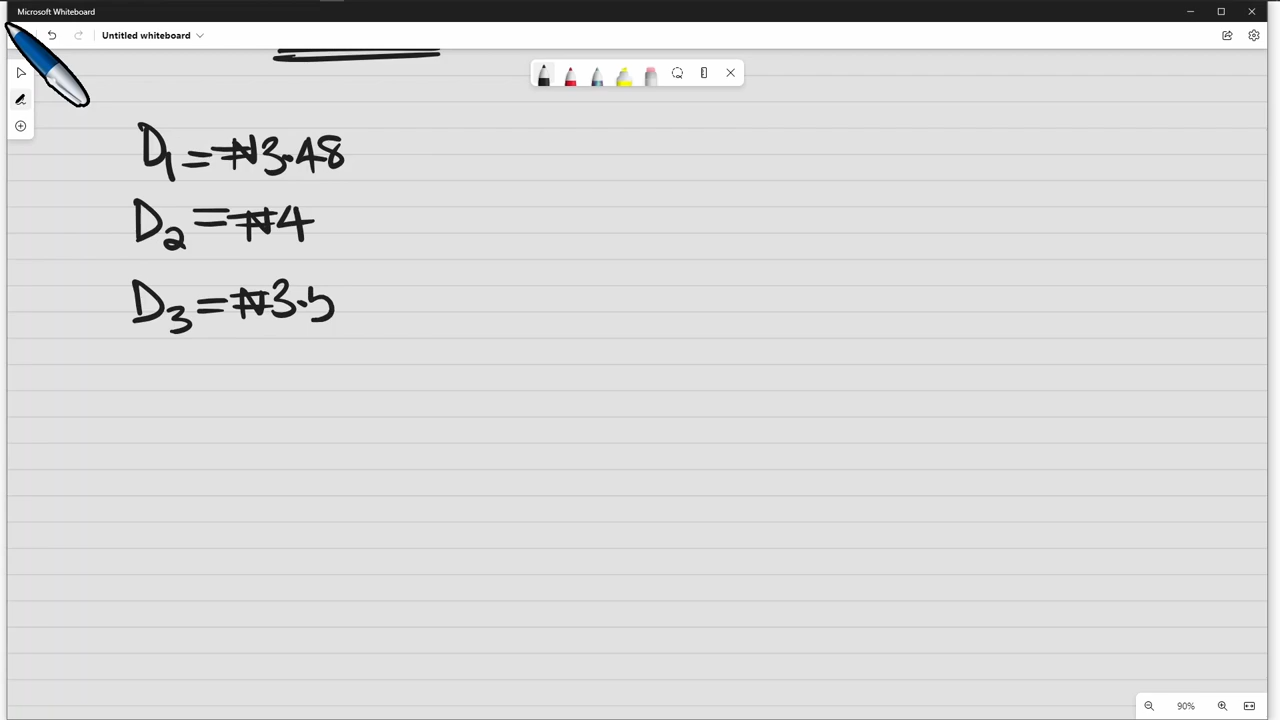 Microsoft Whiteboard
Untitled whiteboard
D₁ = ₦3.48
D₂ = ₦4
D₃ = ₦3.5
90%